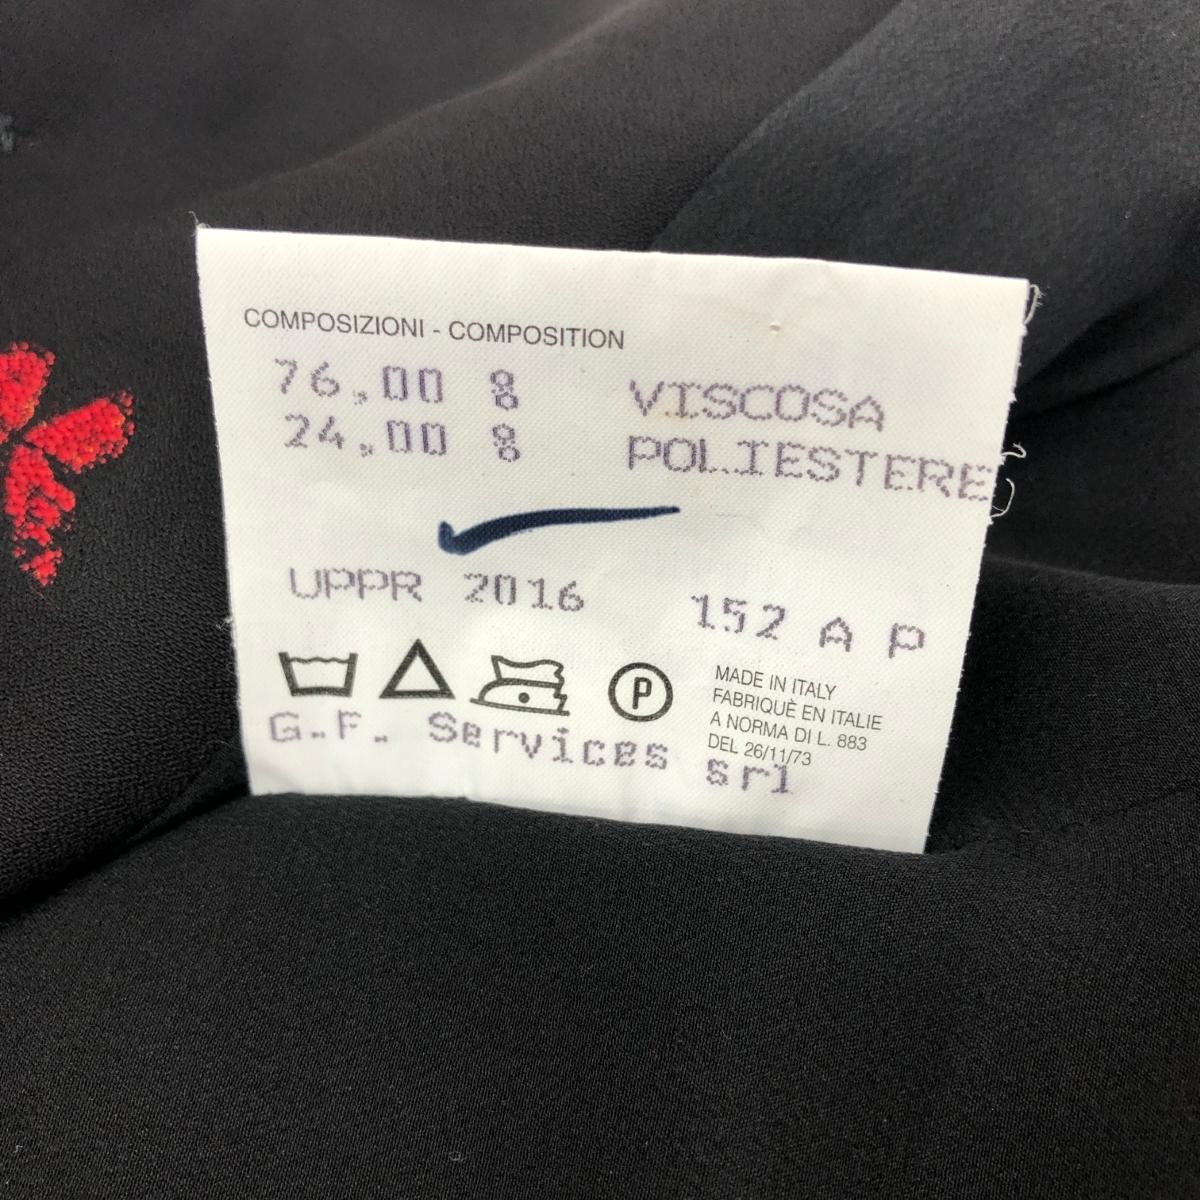 COMPOSIZIONI - COMPOSITION
76,00 % VISCOSA
24,00 % POLIESTERE
UPPR 2016 152 A P
P
MADE IN ITALY
FABRIQUÈ EN ITALIE
A NORMA DI L. 883
DEL 26/11/73
G.F. Services srl